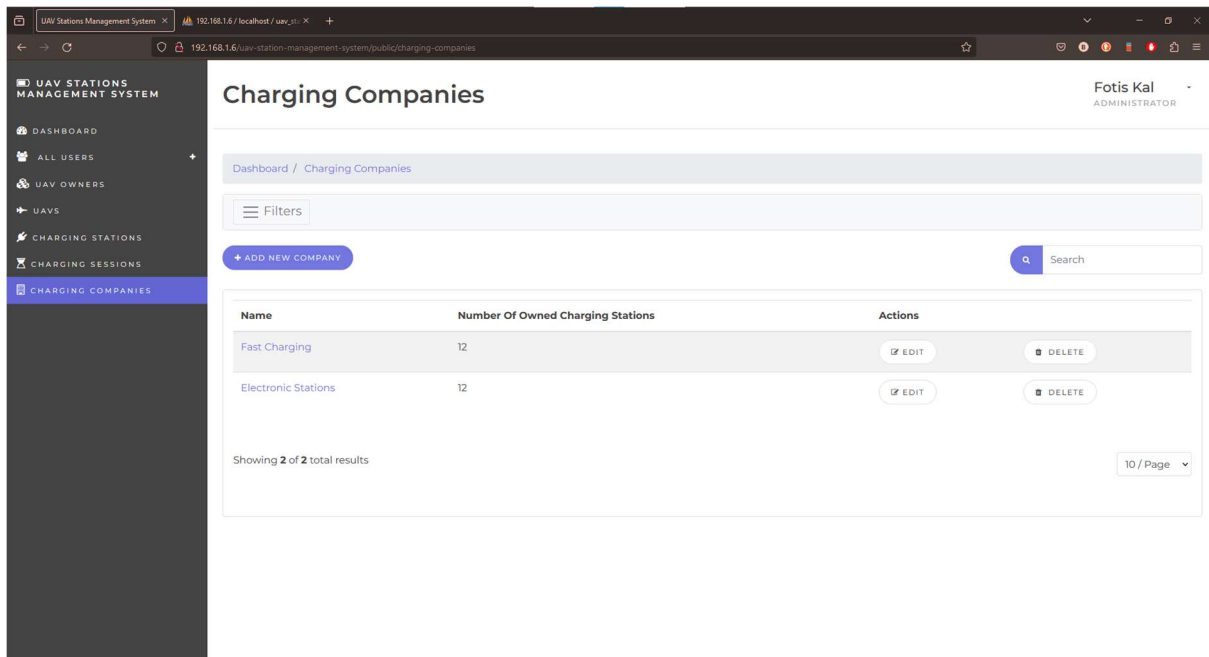 UAV Stations Management System
192.168.1.6 / localhost / uav_st
192.168.1.6/uav-station-management-system/public/charging-companies
UAV STATIONS
MANAGEMENT SYSTEM
DASHBOARD
ALL USERS +
UAV OWNERS
UAVS
CHARGING STATIONS
CHARGING SESSIONS
CHARGING COMPANIES
Charging Companies
Fotis Kal
ADMINISTRATOR
Dashboard / Charging Companies
Filters
+ ADD NEW COMPANY
Search
Name Number Of Owned Charging Stations Actions
Fast Charging 12 EDIT DELETE
Electronic Stations 12 EDIT DELETE
Showing 2 of 2 total results
10 / Page